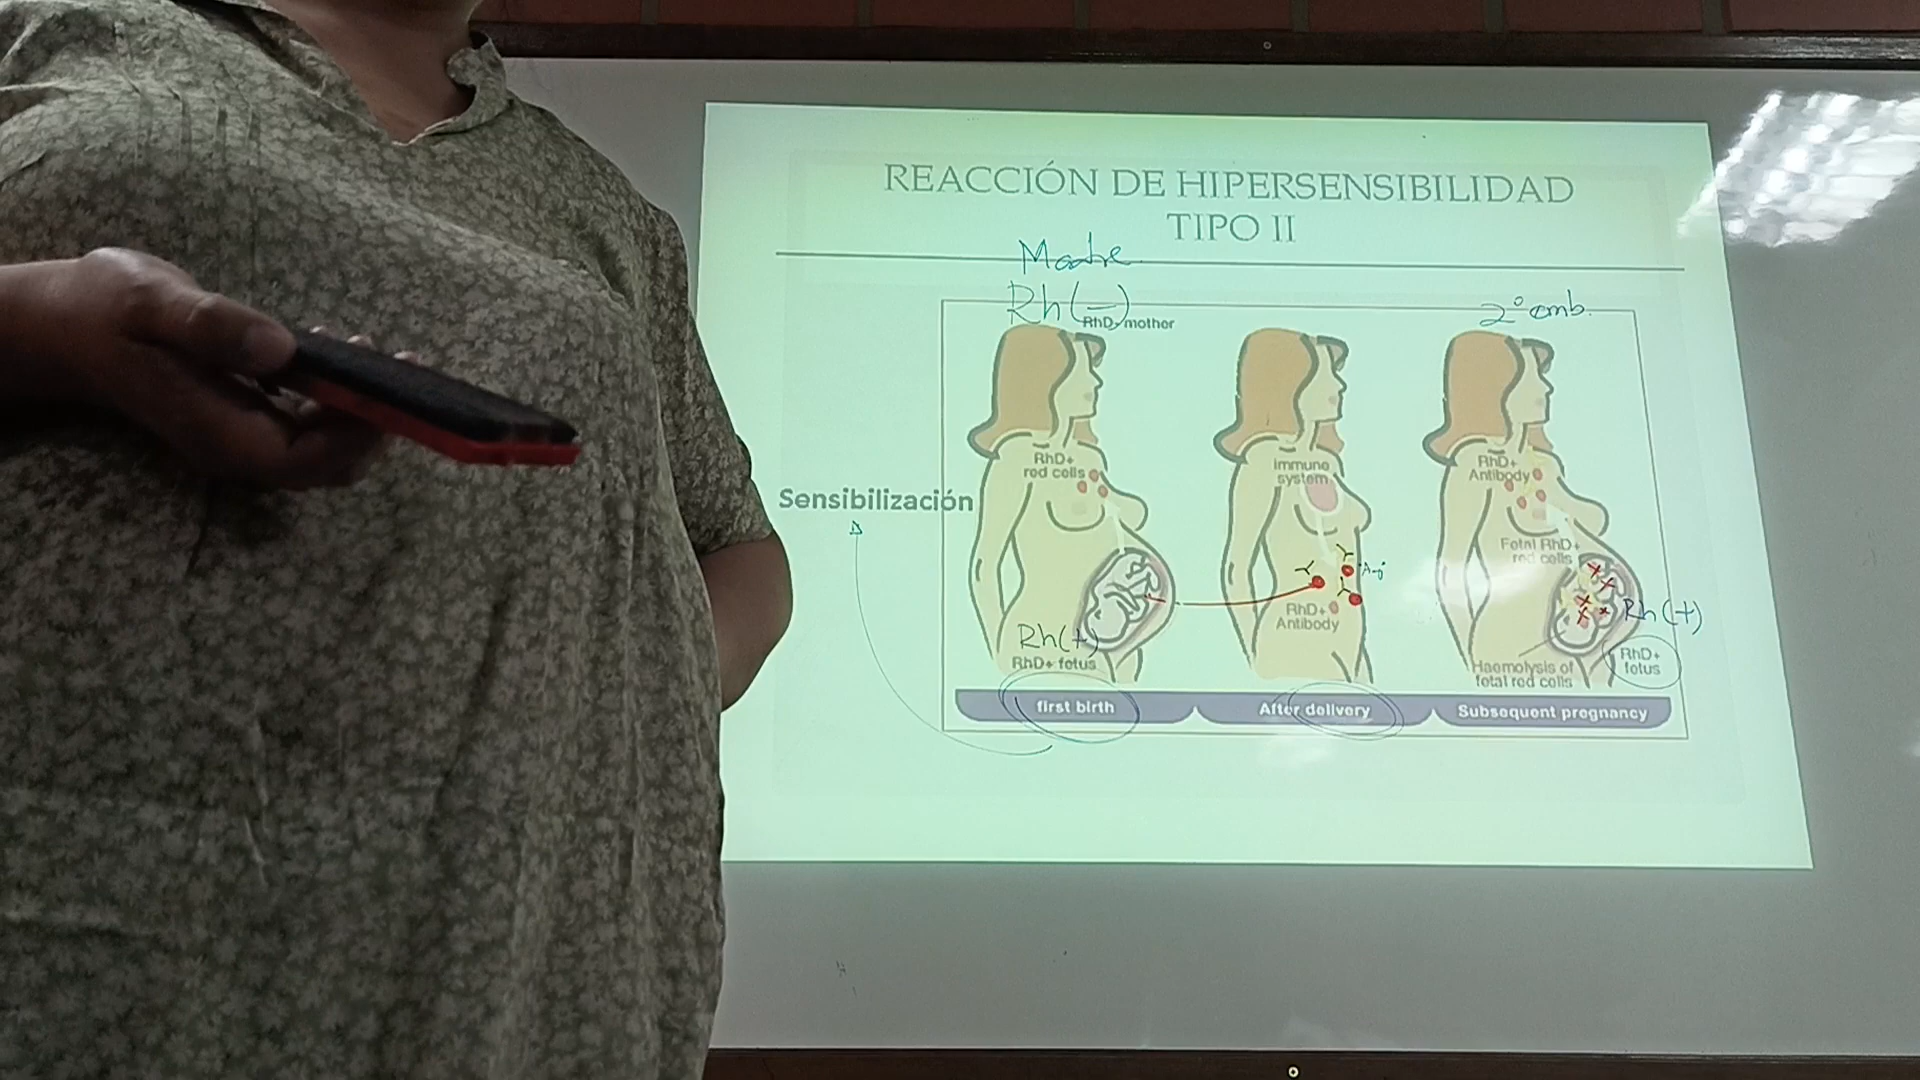 REACCIÓN DE HIPERSENSIBILIDAD
TIPO II
Madre
Rh(-)
RhD- mother
2° emb.
RhD+
red cells
Immune
system
RhD+
Antibody
Sensibilización
Fetal RhD+
red cells
Ag
RhD+
Antibody
Rh(+)
Rh(+)
RhD+ fetus
RhD+
fetus
Haemolysis of
fetal red cells
first birth
After delivery
Subsequent pregnancy